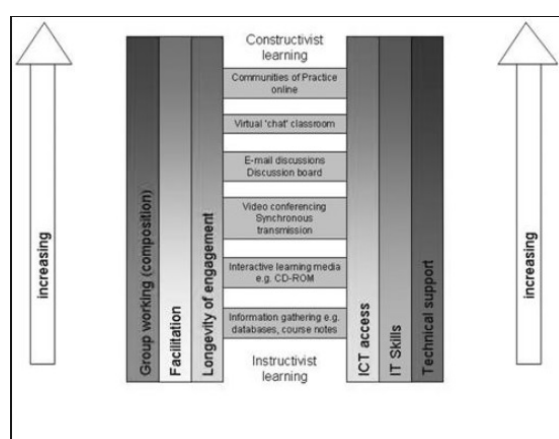 increasing
Group working (composition)
Facilitation
Longevity of engagement
Constructivist
learning
Communities of Practice
online
Virtual 'chat' classroom
E-mail discussions
Discussion board
Video conferencing
Synchronous
transmission
Interactive learning media
e.g. CD-ROM
Information gathering e.g.
databases, course notes
Instructivist
learning
ICT access
IT Skills
Technical support
increasing